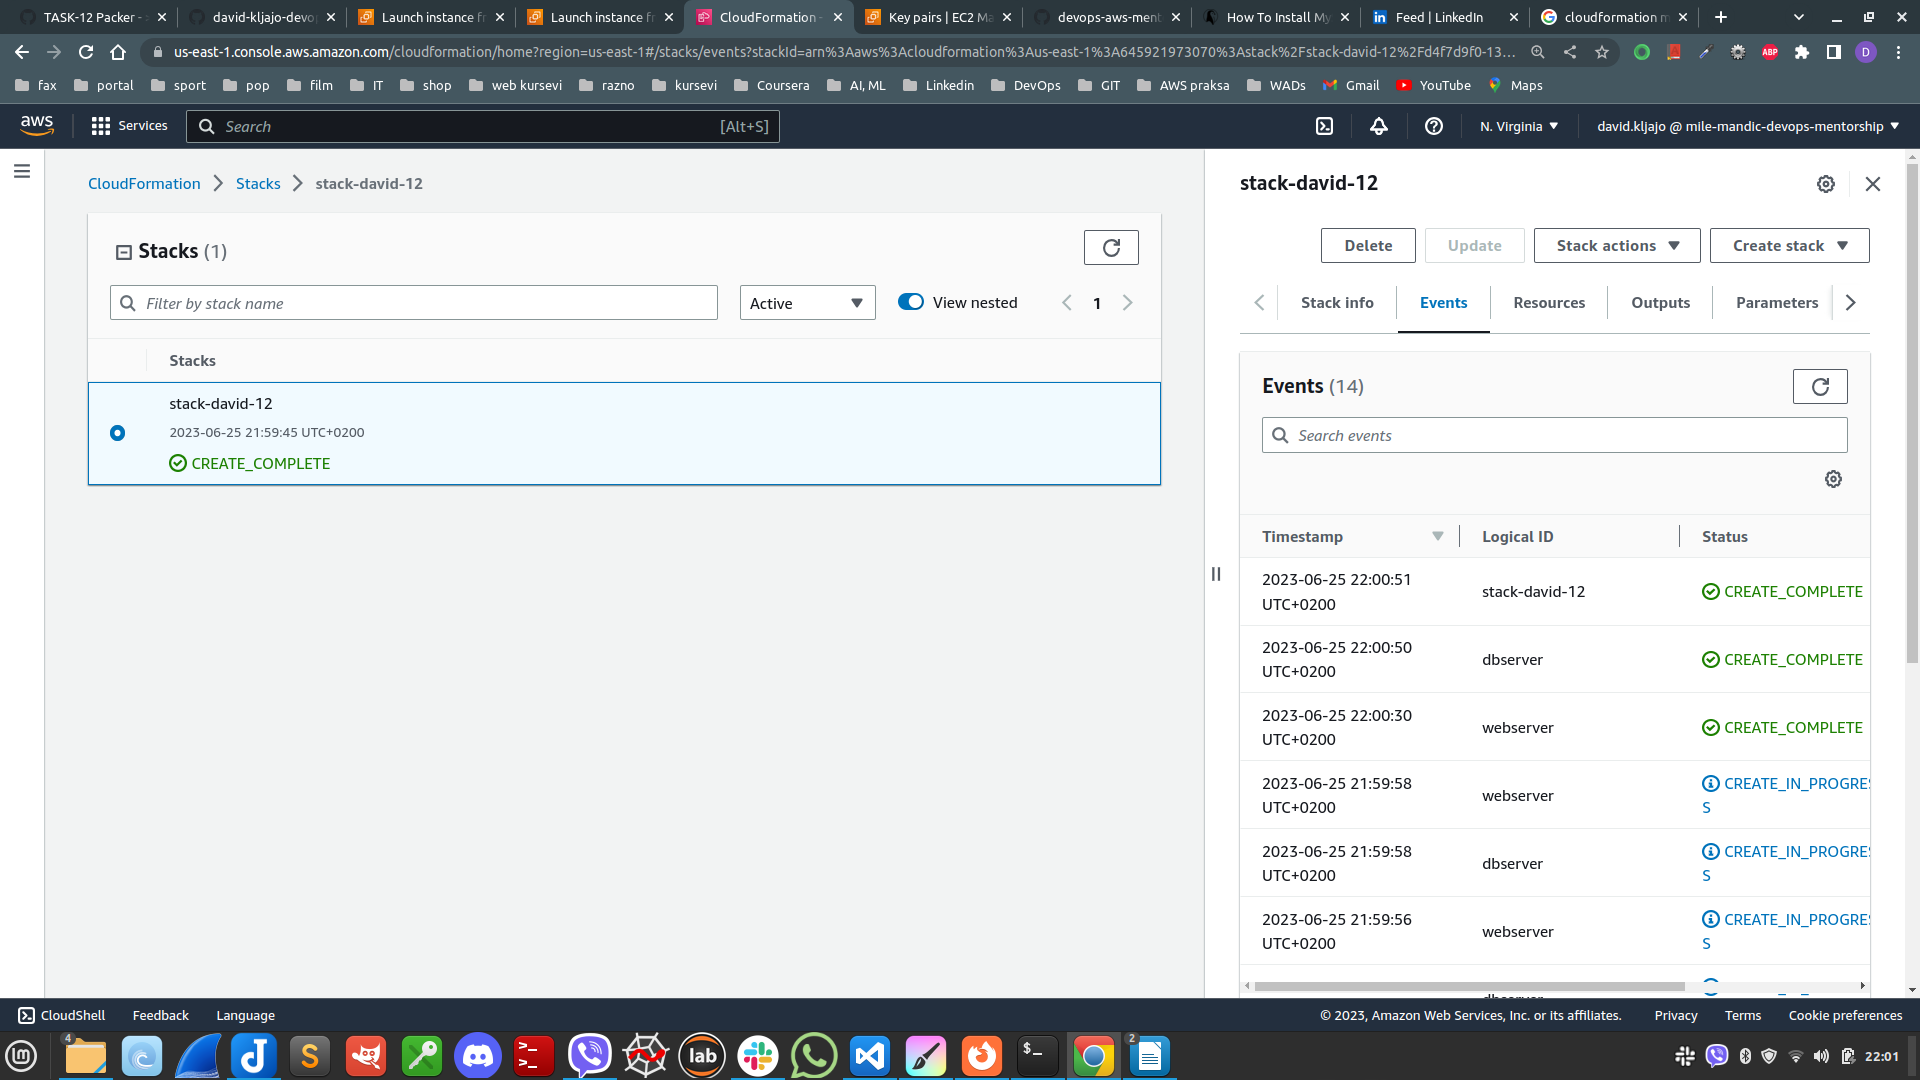 TASK-12 Packer -
david-kljajo-devop
Launch instance fr
Launch instance fr
CloudFormation -
Key pairs | EC2 Ma
devops-aws-ment
How To Install My
Feed | LinkedIn
cloudformation m
us-east-1.console.aws.amazon.com/cloudformation/home?region=us-east-1#/stacks/events?stackId=arn%3Aaws%3Acloudformation%3Aus-east-1%3A645921973070%3Astack%2Fstack-david-12%2Fd4f7d9f0-13...
ABP
D
fax
portal
sport
pop
film
IT
shop
web kursevi
razno
kursevi
Coursera
AI, ML
Linkedin
DevOps
GIT
AWS praksa
WADs
Gmail
YouTube
Maps
aws
Services
Search
[Alt+S]
N. Virginia
david.kljajo @ mile-mandic-devops-mentorship
CloudFormation
Stacks
stack-david-12
Stacks (1)
Filter by stack name
Active
View nested
1
Stacks
stack-david-12
2023-06-25 21:59:45 UTC+0200
CREATE_COMPLETE
stack-david-12
Delete
Update
Stack actions
Create stack
Stack info
Events
Resources
Outputs
Parameters
Events (14)
Search events
Timestamp
Logical ID
Status
2023-06-25 22:00:51
UTC+0200
stack-david-12
CREATE_COMPLETE
2023-06-25 22:00:50
UTC+0200
dbserver
CREATE_COMPLETE
2023-06-25 22:00:30
UTC+0200
webserver
CREATE_COMPLETE
2023-06-25 21:59:58
UTC+0200
webserver
CREATE_IN_PROGRES
S
2023-06-25 21:59:58
UTC+0200
dbserver
CREATE_IN_PROGRES
S
2023-06-25 21:59:56
UTC+0200
webserver
CREATE_IN_PROGRES
S
CloudShell
Feedback
Language
© 2023, Amazon Web Services, Inc. or its affiliates.
Privacy
Terms
Cookie preferences
4
lab
$_
2
22:01